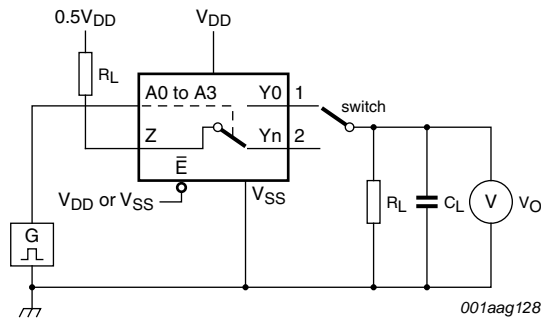 0.5VDD
VDD
RL
A0 to A3
Y0
1
switch
Z
Yn
2
E̅
VDD or VSS
VSS
G
RL
CL
V
VO
001aag128